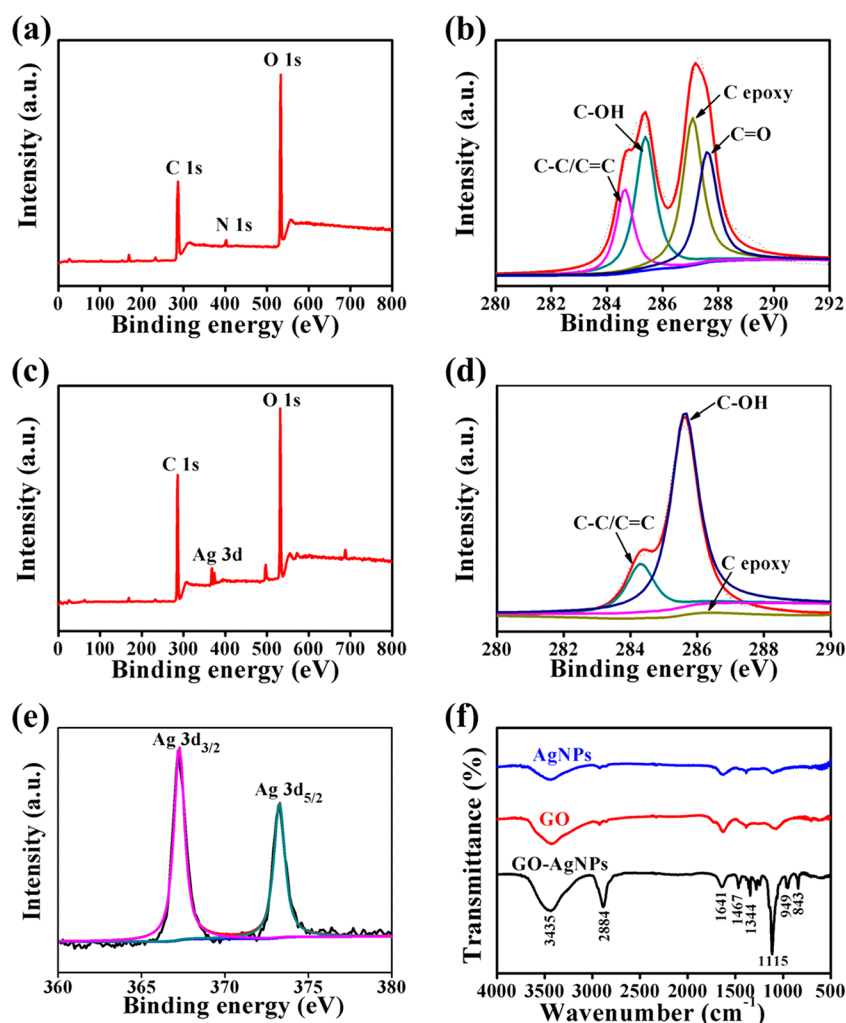 (a)
O 1s
C 1s
N 1s
Intensity (a.u.)
0 100 200 300 400 500 600 700 800
Binding energy (eV)
(b)
C epoxy
C-OH
C=O
C-C/C=C
Intensity (a.u.)
280 282 284 286 288 290 292
Binding energy (eV)
(c)
O 1s
C 1s
Ag 3d
Intensity (a.u.)
0 100 200 300 400 500 600 700 800
Binding energy (eV)
(d)
C-OH
C-C/C=C
C epoxy
Intensity (a.u.)
280 282 284 286 288 290
Binding energy (eV)
(e)
Ag 3d3/2
Ag 3d5/2
Intensity (a.u.)
360 365 370 375 380
Binding energy (eV)
(f)
AgNPs
GO
GO-AgNPs
3435 2884 1641 1467 1344 1115 949 843
Transmittance (%)
4000 3500 3000 2500 2000 1500 1000 500
Wavenumber (cm-1)